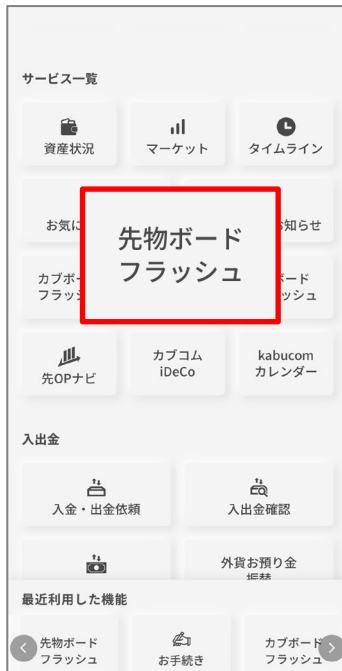 サービス一覧
資産状況
マーケット
タイムライン
お気に
知らせ
先物ボード
フラッシュ
カブボー
フラッシ
ード
ッシュ
先OPナビ
カブコム
iDeCo
kabucom
カレンダー
入出金
入金・出金依頼
入出金確認
外貨お預り金
振替
最近利用した機能
先物ボード
フラッシュ
お手続き
カブボード
フラッシュ